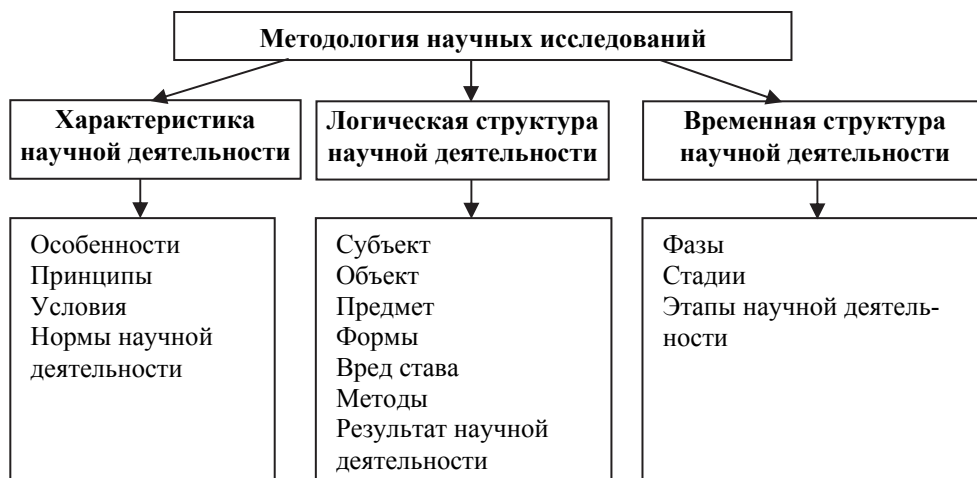 Методология научных исследований
Характеристика
научной деятельности
Логическая структура
научной деятельности
Временная структура
научной деятельности
Особенности
Принципы
Условия
Нормы научной
деятельности
Субъект
Объект
Предмет
Формы
Вред става
Методы
Результат научной
деятельности
Фазы
Стадии
Этапы научной деятель-
ности